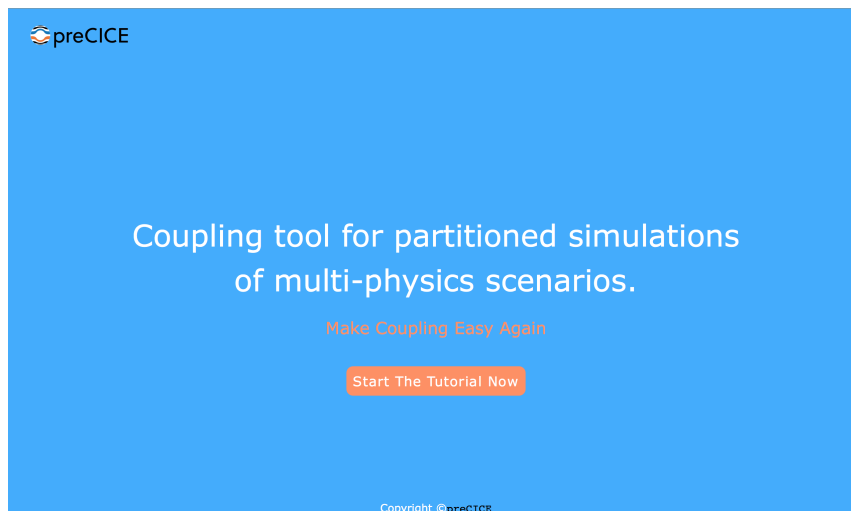 preCICE
Coupling tool for partitioned simulations
of multi-physics scenarios.
Make Coupling Easy Again
Start The Tutorial Now
Copyright ©preCICE